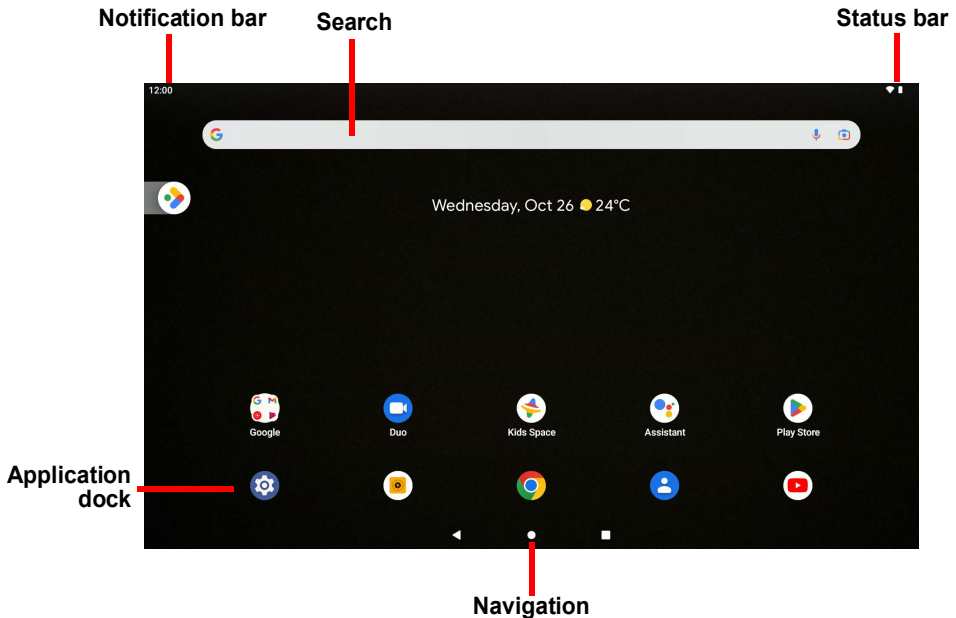 Notification bar
Search
Status bar
12:00
Wednesday, Oct 26 24°C
Google
Duo
Kids Space
Assistant
Play Store
Application
dock
Navigation